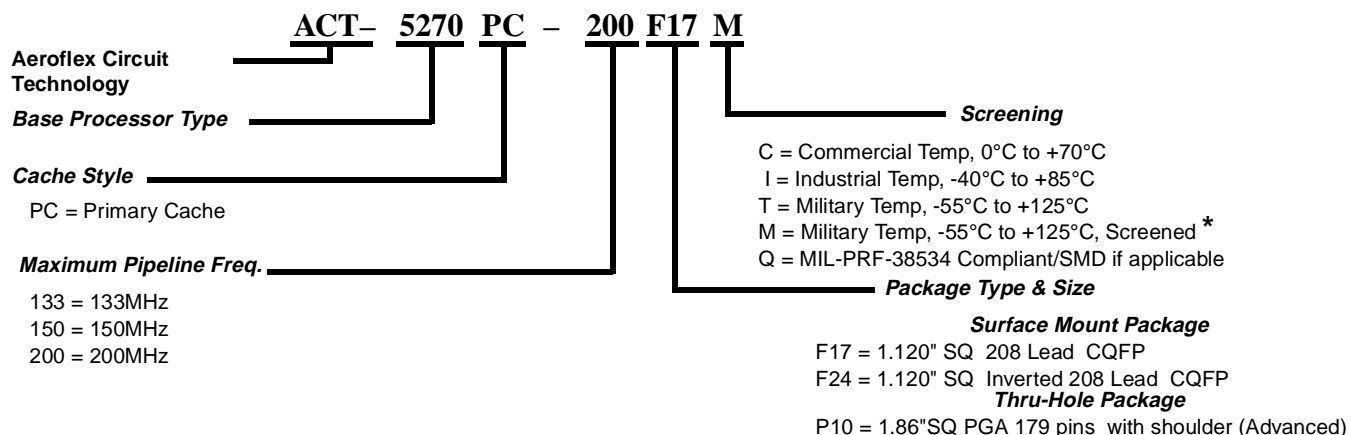 ACT– 5270 PC – 200 F17 M
Aeroflex Circuit
Technology
Base Processor Type
Cache Style
PC = Primary Cache
Maximum Pipeline Freq.
133 = 133MHz
150 = 150MHz
200 = 200MHz
Screening
C = Commercial Temp, 0°C to +70°C
I = Industrial Temp, -40°C to +85°C
T = Military Temp, -55°C to +125°C
M = Military Temp, -55°C to +125°C, Screened *
Q = MIL-PRF-38534 Compliant/SMD if applicable
Package Type & Size
Surface Mount Package
F17 = 1.120" SQ 208 Lead CQFP
F24 = 1.120" SQ Inverted 208 Lead CQFP
Thru-Hole Package
P10 = 1.86"SQ PGA 179 pins with shoulder (Advanced)